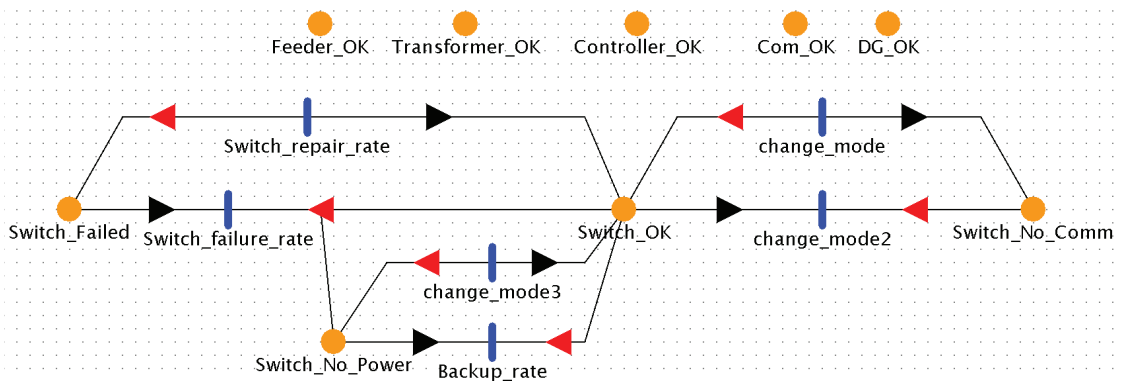 Feeder_OK
Transformer_OK
Controller_OK
Com_OK
DG_OK
Switch_repair_rate
change_mode
Switch_Failed
Switch_failure_rate
Switch_OK
change_mode2
Switch_No_Comm
change_mode3
Switch_No_Power
Backup_rate